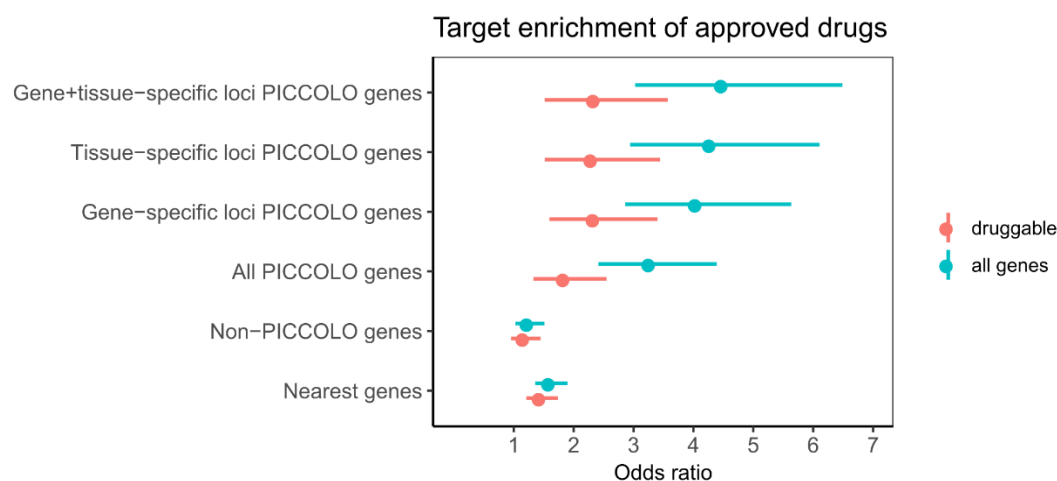 Target enrichment of approved drugs
Gene+tissue−specific loci PICCOLO genes
Tissue−specific loci PICCOLO genes
Gene−specific loci PICCOLO genes
All PICCOLO genes
Non−PICCOLO genes
Nearest genes
druggable
all genes
1 2 3 4 5 6 7
Odds ratio